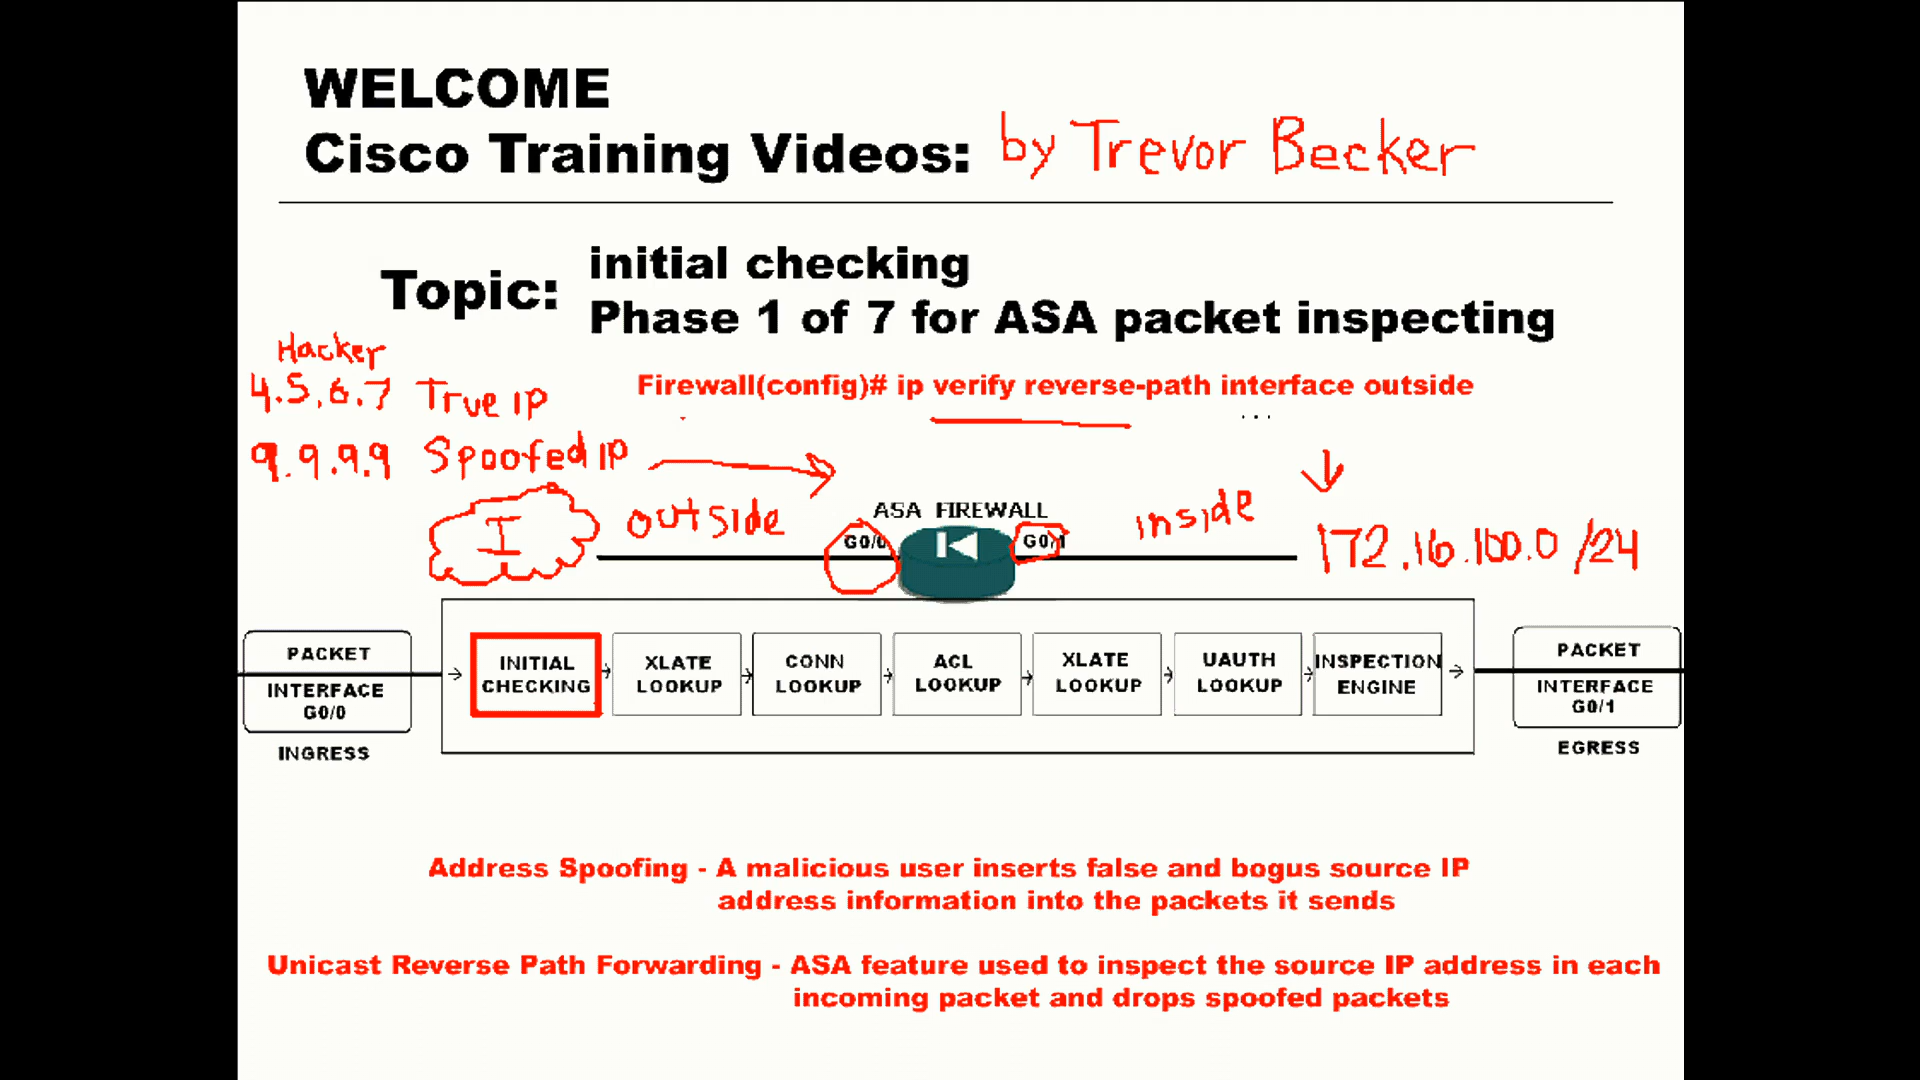 WELCOME
Cisco Training Videos: by Trevor Becker
Topic: initial checking
Phase 1 of 7 for ASA packet inspecting
Hacker
4.5.6.7 True IP
Firewall(config)# ip verify reverse-path interface outside
9.9.9.9 Spoofed IP
I
outside
ASA FIREWALL
G0/0
G0/1
inside
172.16.100.0 /24
PACKET
INTERFACE
G0/0
INGRESS
INITIAL
CHECKING
XLATE
LOOKUP
CONN
LOOKUP
ACL
LOOKUP
XLATE
LOOKUP
UAUTH
LOOKUP
INSPECTION
ENGINE
PACKET
INTERFACE
G0/1
EGRESS
Address Spoofing - A malicious user inserts false and bogus source IP
address information into the packets it sends
Unicast Reverse Path Forwarding - ASA feature used to inspect the source IP address in each
incoming packet and drops spoofed packets